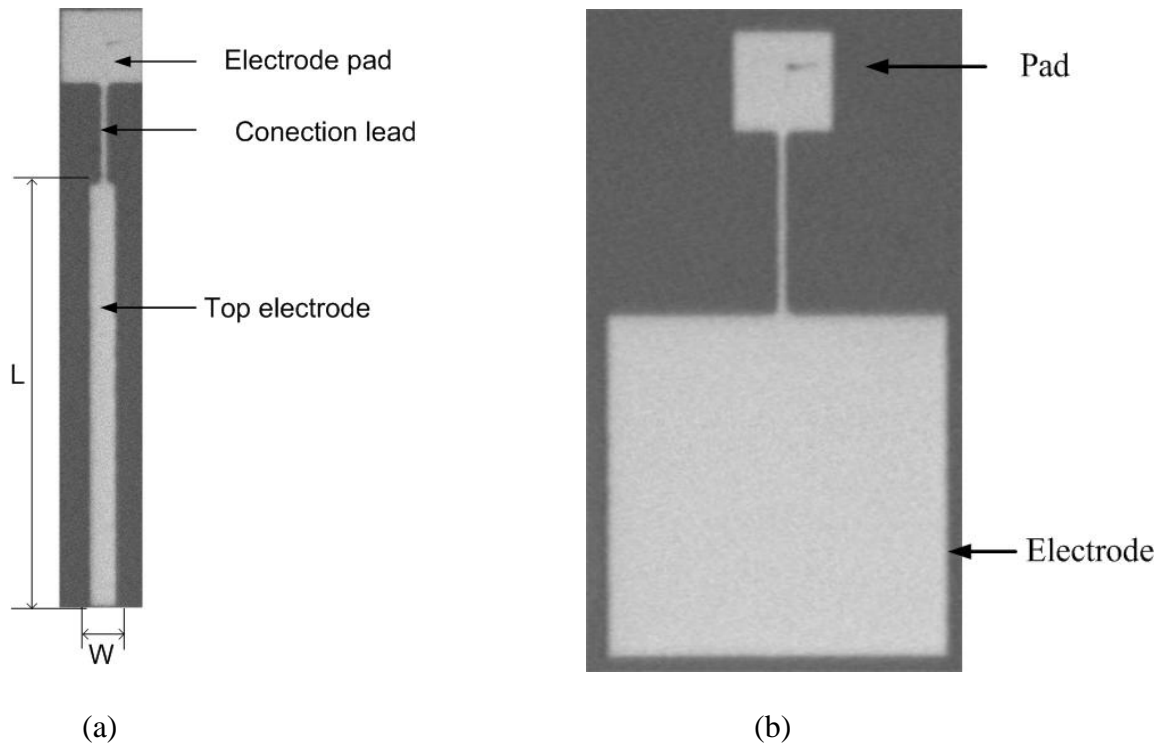 Electrode pad
Conection lead
Top electrode
L
W
(a)
Pad
Electrode
(b)